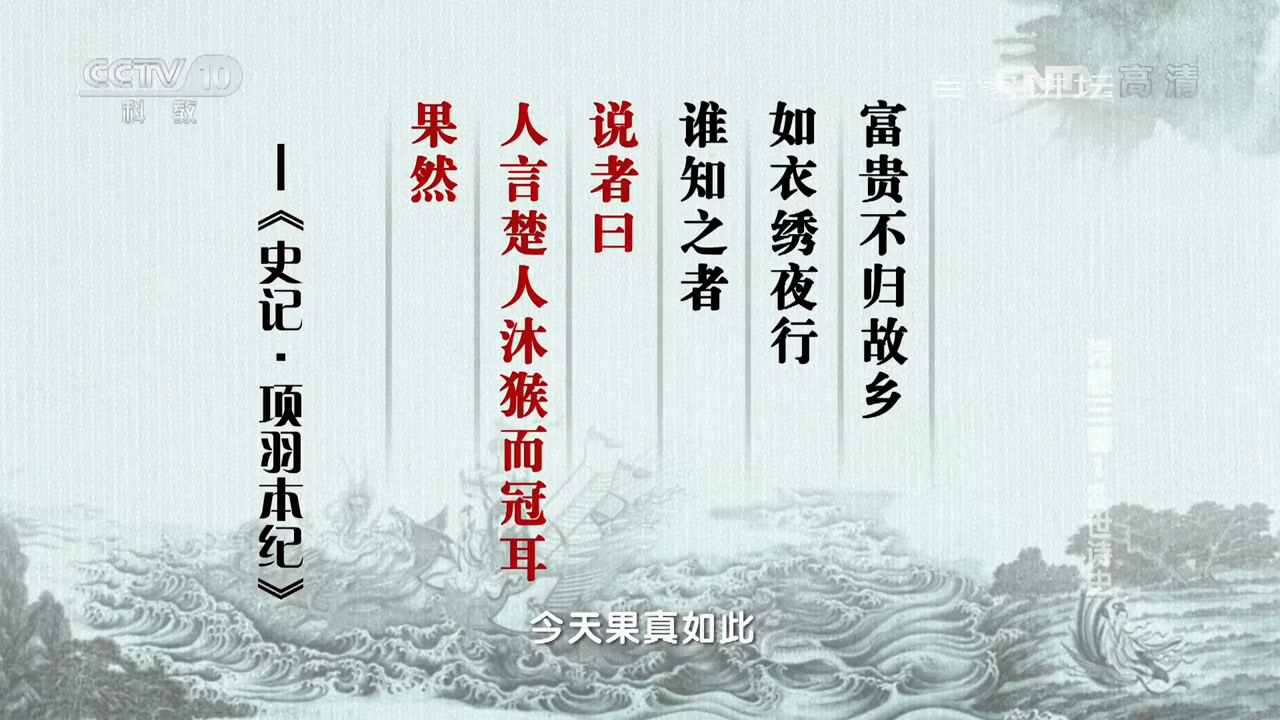 CCTV 10
科教
讲坛 高清
富贵不归故乡
如衣绣夜行
谁知之者
说者曰
人言楚人沐猴而冠耳
果然
—《史记·项羽本纪》
今天果真如此